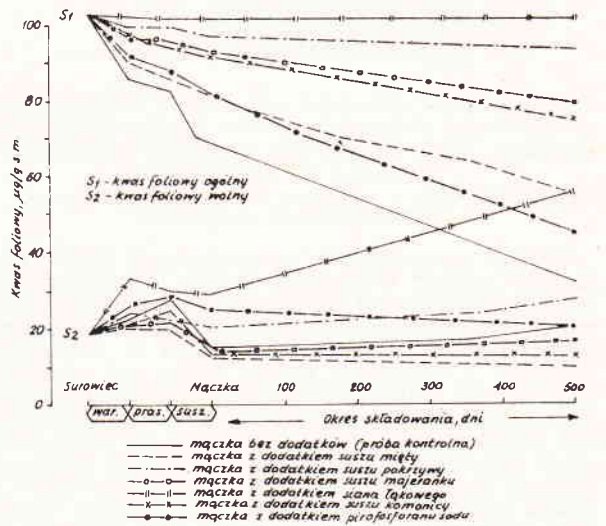 S1
100
80
60
40
20
0
kwas foliowy, µg/g s.m
S1 - kwas foliowy ogólny
S2 - kwas foliowy wolny
S2
Surowiec
Mączka
100
200
300
400
500
war.
pras.
susz.
Okres składowania, dni
mączka bez dodatków (próba kontrolna)
mączka z dodatkiem suszu mięty
mączka z dodatkiem suszu pokrzywy
mączka z dodatkiem suszu majeranku
mączka z dodatkiem siana łąkowego
mączka z dodatkiem suszu komonicy
mączka z dodatkiem pirofosforanu sodu